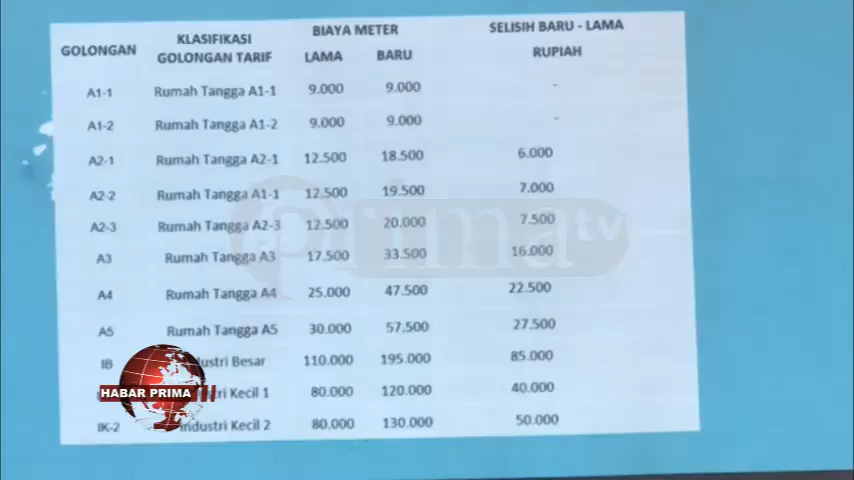 GOLONGAN KLASIFIKASI GOLONGAN TARIF BIAYA METER SELISIH BARU - LAMA
LAMA BARU RUPIAH
A1-1 Rumah Tangga A1-1 9.000 9.000 -
A1-2 Rumah Tangga A1-2 9.000 9.000 -
A2-1 Rumah Tangga A2-1 12.500 18.500 6.000
A2-2 Rumah Tangga A1-1 12.500 19.500 7.000
A2-3 Rumah Tangga A2-3 12.500 20.000 7.500
A3 Rumah Tangga A3 17.500 33.500 16.000
A4 Rumah Tangga A4 25.000 47.500 22.500
A5 Rumah Tangga A5 30.000 57.500 27.500
IB Besar 110.000 195.000 85.000
Kecil 1 80.000 120.000 40.000
IK-2 Industri Kecil 2 80.000 130.000 50.000
prima tv
HABAR PRIMA